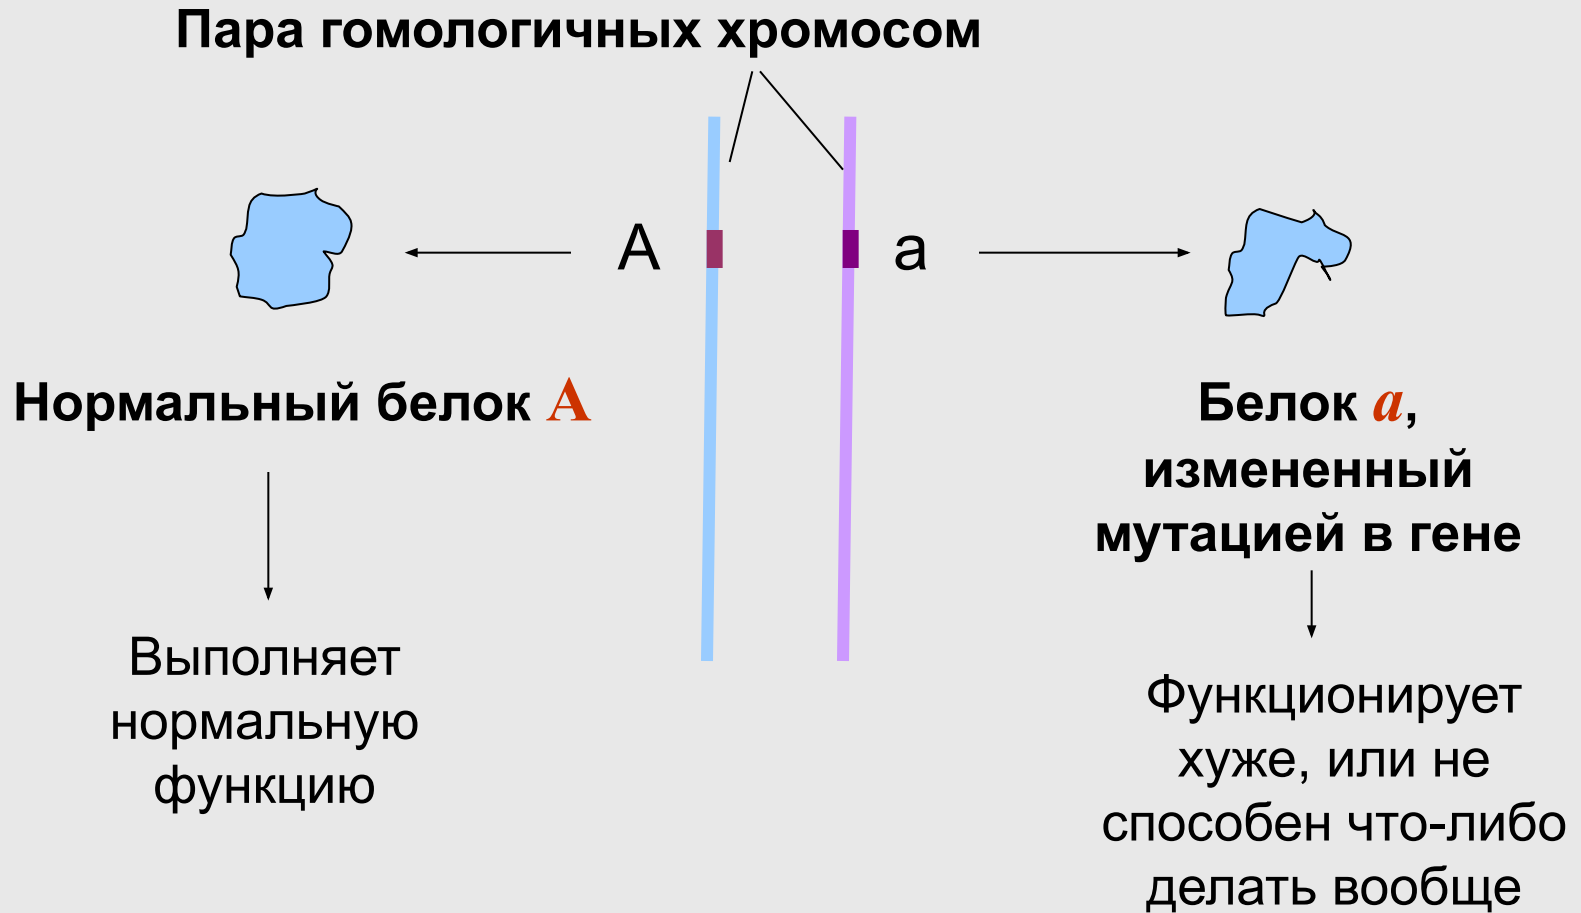 Пара гомологичных хромосом
А
а
Нормальный белок А
Выполняет
нормальную
функцию
Белок а,
измененный
мутацией в гене
Функционирует
хуже, или не
способен что-либо
делать вообще